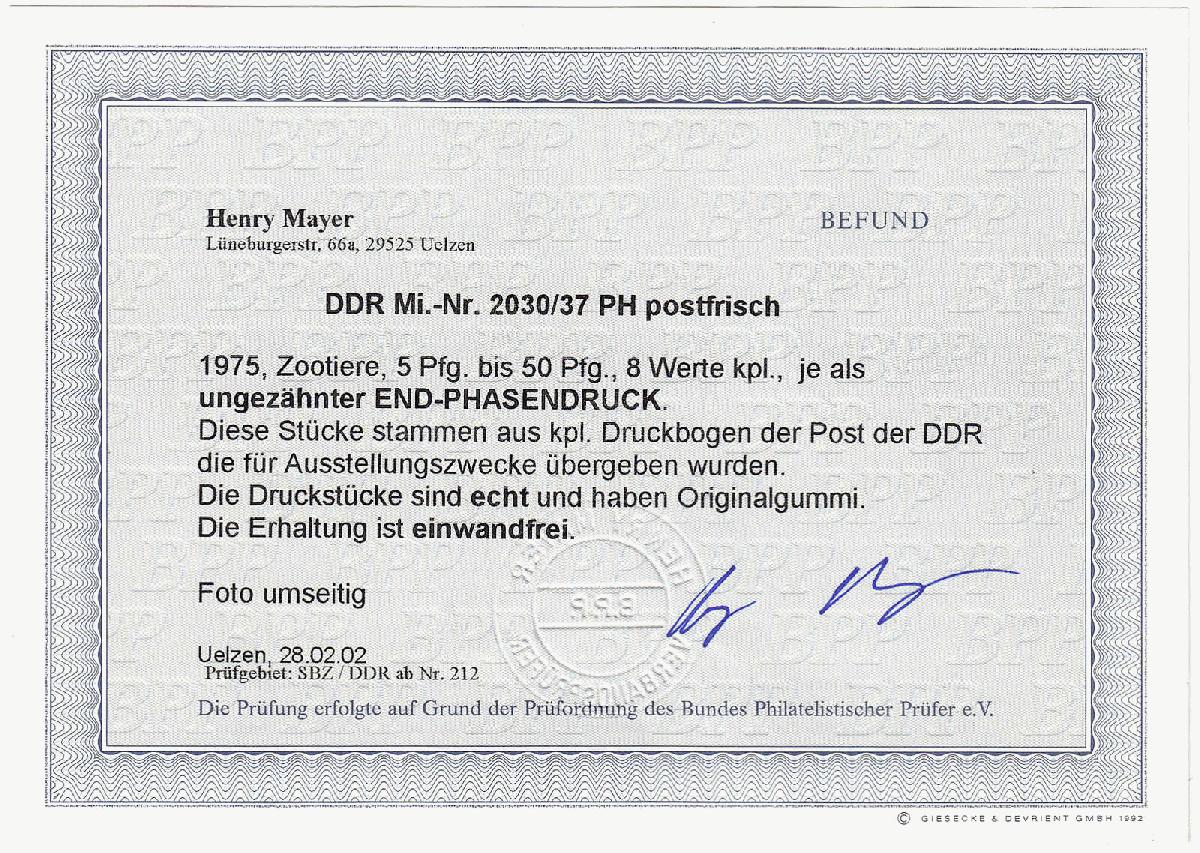 Henry Mayer
Lüneburgerstr. 66a, 29525 Uelzen
BEFUND
DDR Mi.-Nr. 2030/37 PH postfrisch
1975, Zootiere, 5 Pfg. bis 50 Pfg., 8 Werte kpl., je als
ungezähnter END-PHASENDRUCK.
Diese Stücke stammen aus kpl. Druckbogen der Post der DDR
die für Ausstellungszwecke übergeben wurden.
Die Druckstücke sind echt und haben Originalgummi.
Die Erhaltung ist einwandfrei.
Foto umseitig
B.P.P.
Uelzen, 28.02.02
Prüfgebiet: SBZ / DDR ab Nr. 212
Die Prüfung erfolgte auf Grund der Prüfordnung des Bundes Philatelistischer Prüfer e.V.
© GIESECKE & DEVRIENT GMBH 1992